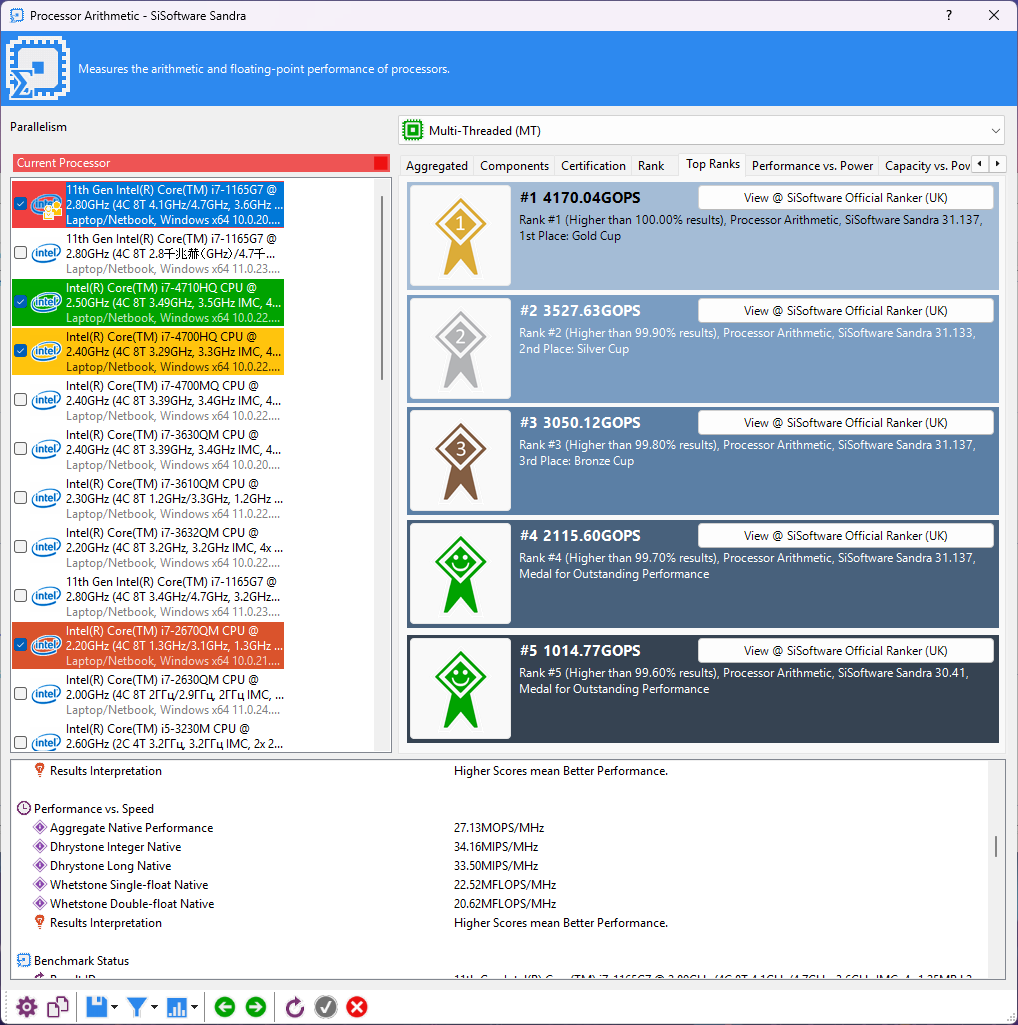 Processor Arithmetic - SiSoftware Sandra
?
Measures the arithmetic and floating-point performance of processors.
Parallelism
Multi-Threaded (MT)
Current Processor
11th Gen Intel(R) Core(TM) i7-1165G7 @
2.80GHz (4C 8T 4.1GHz/4.7GHz, 3.6GHz ...
Laptop/Netbook, Windows x64 10.0.20....
intel
11th Gen Intel(R) Core(TM) i7-1165G7 @
2.80GHz (4C 8T 2.8千兆赫(GHz)/4.7千...
Laptop/Netbook, Windows x64 11.0.23....
intel
Intel(R) Core(TM) i7-4710HQ CPU @
2.50GHz (4C 8T 3.49GHz, 3.5GHz IMC, 4...
Laptop/Netbook, Windows x64 10.0.22....
intel
Intel(R) Core(TM) i7-4700HQ CPU @
2.40GHz (4C 8T 3.29GHz, 3.3GHz IMC, 4...
Laptop/Netbook, Windows x64 10.0.22....
intel
Intel(R) Core(TM) i7-4700MQ CPU @
2.40GHz (4C 8T 3.39GHz, 3.4GHz IMC, 4...
Laptop/Netbook, Windows x64 10.0.22....
intel
Intel(R) Core(TM) i7-3630QM CPU @
2.40GHz (4C 8T 3.39GHz, 3.4GHz IMC, 4...
Laptop/Netbook, Windows x64 10.0.20....
intel
Intel(R) Core(TM) i7-3610QM CPU @
2.30GHz (4C 8T 1.2GHz/3.3GHz, 1.2GHz ...
Laptop/Netbook, Windows x64 11.0.22....
intel
Intel(R) Core(TM) i7-3632QM CPU @
2.20GHz (4C 8T 3.2GHz, 3.2GHz IMC, 4x ...
Laptop/Netbook, Windows x64 10.0.22....
intel
11th Gen Intel(R) Core(TM) i7-1165G7 @
2.80GHz (4C 8T 3.4GHz/4.7GHz, 3.2GHz...
Laptop/Netbook, Windows x64 11.0.23....
intel
Intel(R) Core(TM) i7-2670QM CPU @
2.20GHz (4C 8T 1.3GHz/3.1GHz, 1.3GHz ...
Laptop/Netbook, Windows x64 10.0.21....
intel
Intel(R) Core(TM) i7-2630QM CPU @
2.00GHz (4C 8T 2ГГц/2.9ГГц, 2ГГц IMC, ...
Laptop/Netbook, Windows x64 11.0.24....
intel
Intel(R) Core(TM) i5-3230M CPU @
2.60GHz (2C 4T 3.2ГГц, 3.2ГГц IMC, 2x 2...
intel
Aggregated Components Certification Rank Top Ranks Performance vs. Power Capacity vs. Pow
1
#1 4170.04GOPS
View @ SiSoftware Official Ranker (UK)
Rank #1 (Higher than 100.00% results), Processor Arithmetic, SiSoftware Sandra 31.137,
1st Place: Gold Cup
2
#2 3527.63GOPS
View @ SiSoftware Official Ranker (UK)
Rank #2 (Higher than 99.90% results), Processor Arithmetic, SiSoftware Sandra 31.133,
2nd Place: Silver Cup
3
#3 3050.12GOPS
View @ SiSoftware Official Ranker (UK)
Rank #3 (Higher than 99.80% results), Processor Arithmetic, SiSoftware Sandra 31.137,
3rd Place: Bronze Cup
#4 2115.60GOPS
View @ SiSoftware Official Ranker (UK)
Rank #4 (Higher than 99.70% results), Processor Arithmetic, SiSoftware Sandra 31.137,
Medal for Outstanding Performance
#5 1014.77GOPS
View @ SiSoftware Official Ranker (UK)
Rank #5 (Higher than 99.60% results), Processor Arithmetic, SiSoftware Sandra 30.41,
Medal for Outstanding Performance
Results Interpretation Higher Scores mean Better Performance.
Performance vs. Speed
Aggregate Native Performance 27.13MOPS/MHz
Dhrystone Integer Native 34.16MIPS/MHz
Dhrystone Long Native 33.50MIPS/MHz
Whetstone Single-float Native 22.52MFLOPS/MHz
Whetstone Double-float Native 20.62MFLOPS/MHz
Results Interpretation Higher Scores mean Better Performance.
Benchmark Status